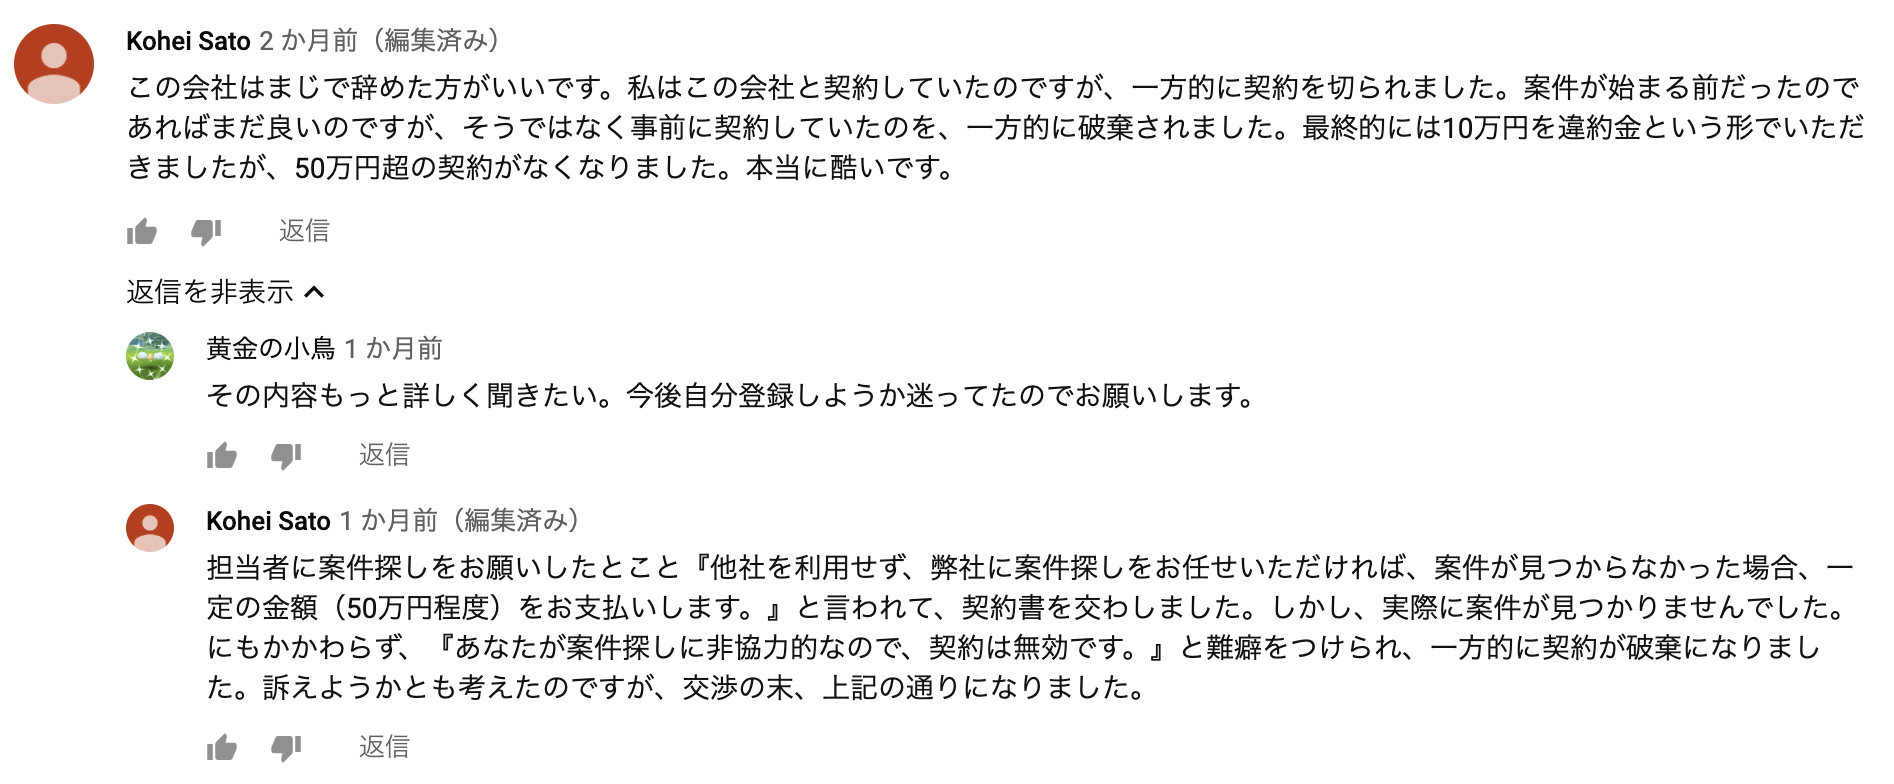 Kohei Sato 2 か月前（編集済み）
この会社はまじで辞めた方がいいです。私はこの会社と契約していたのですが、一方的に契約を切られました。案件が始まる前だったので
あればまだ良いのですが、そうではなく事前に契約していたのを、一方的に破棄されました。最終的には10万円を違約金という形でいただ
きましたが、50万円超の契約がなくなりました。本当に酷いです。
返信
返信を非表示
黄金の小鳥 1 か月前
その内容もっと詳しく聞きたい。今後自分登録しようか迷ってたのでお願いします。
返信
Kohei Sato 1 か月前（編集済み）
担当者に案件探しをお願いしたとこと『他社を利用せず、弊社に案件探しをお任せいただければ、案件が見つからなかった場合、一
定の金額（50万円程度）をお支払いします。』と言われて、契約書を交わしました。しかし、実際に案件が見つかりませんでした。
にもかかわらず、『あなたが案件探しに非協力的なので、契約は無効です。』と難癖をつけられ、一方的に契約が破棄になりまし
た。訴えようかとも考えたのですが、交渉の末、上記の通りになりました。
返信